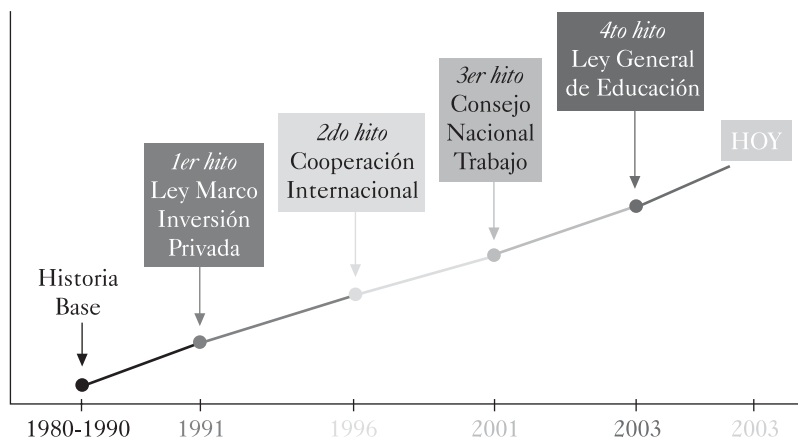 4to hito
Ley General
de Educación
3er hito
Consejo
Nacional
Trabajo
HOY
2do hito
Cooperación
Internacional
1er hito
Ley Marco
Inversión
Privada
Historia
Base
1980-1990
1991
1996
2001
2003
2003